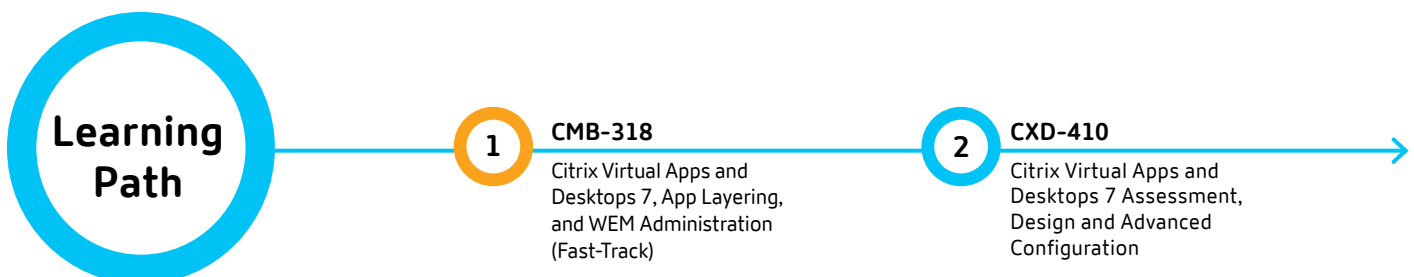 Learning
Path
1
CMB-318
Citrix Virtual Apps and
Desktops 7, App Layering,
and WEM Administration
(Fast-Track)
2
CXD-410
Citrix Virtual Apps and
Desktops 7 Assessment,
Design and Advanced
Configuration